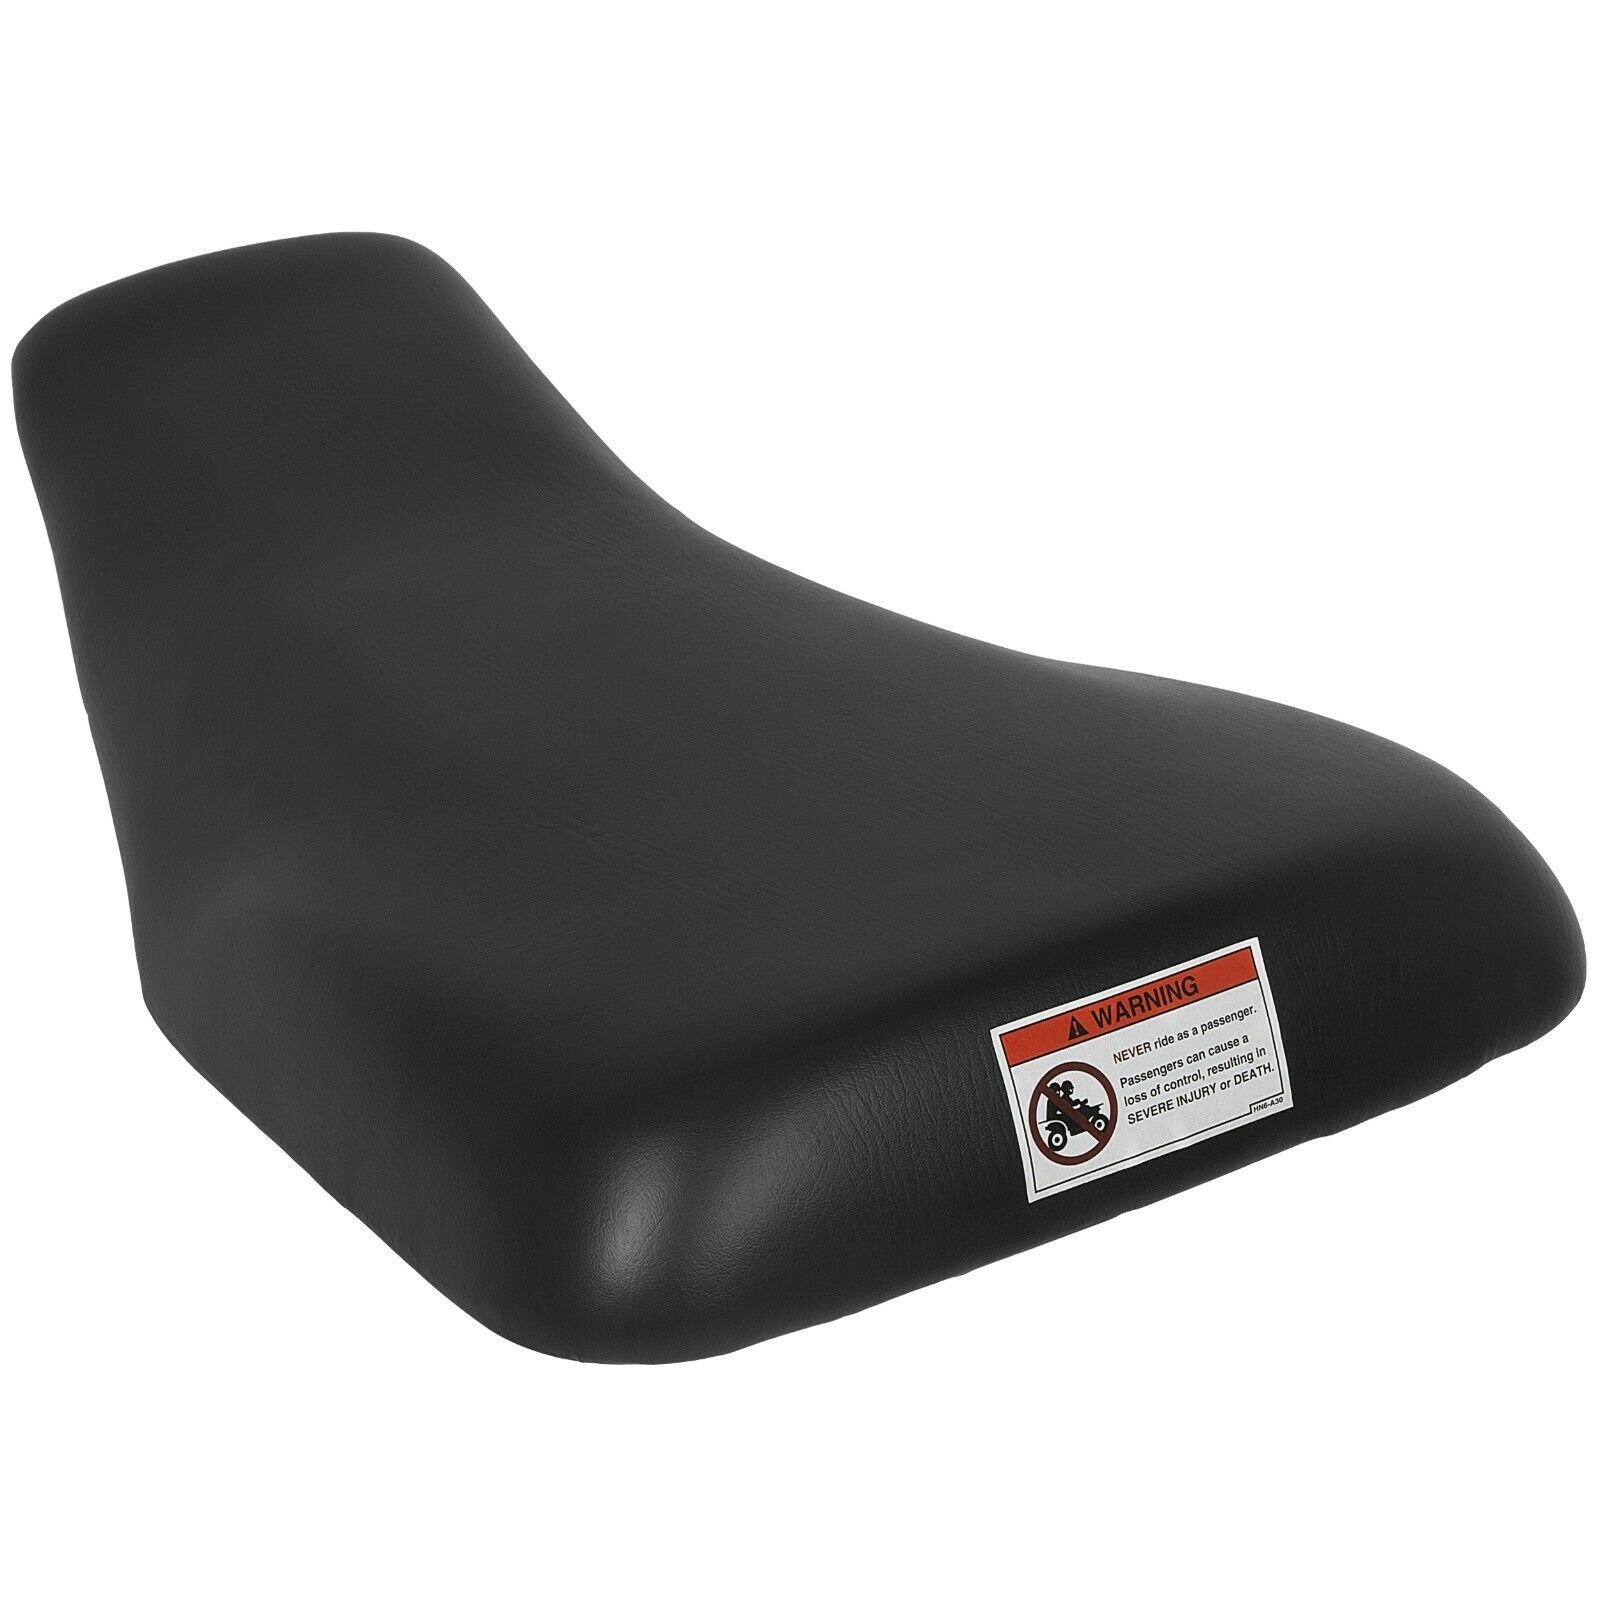 WARNING
NEVER ride as a passenger.
Passengers can cause a
loss of control, resulting in
SEVERE INJURY or DEATH.
HN6-A30